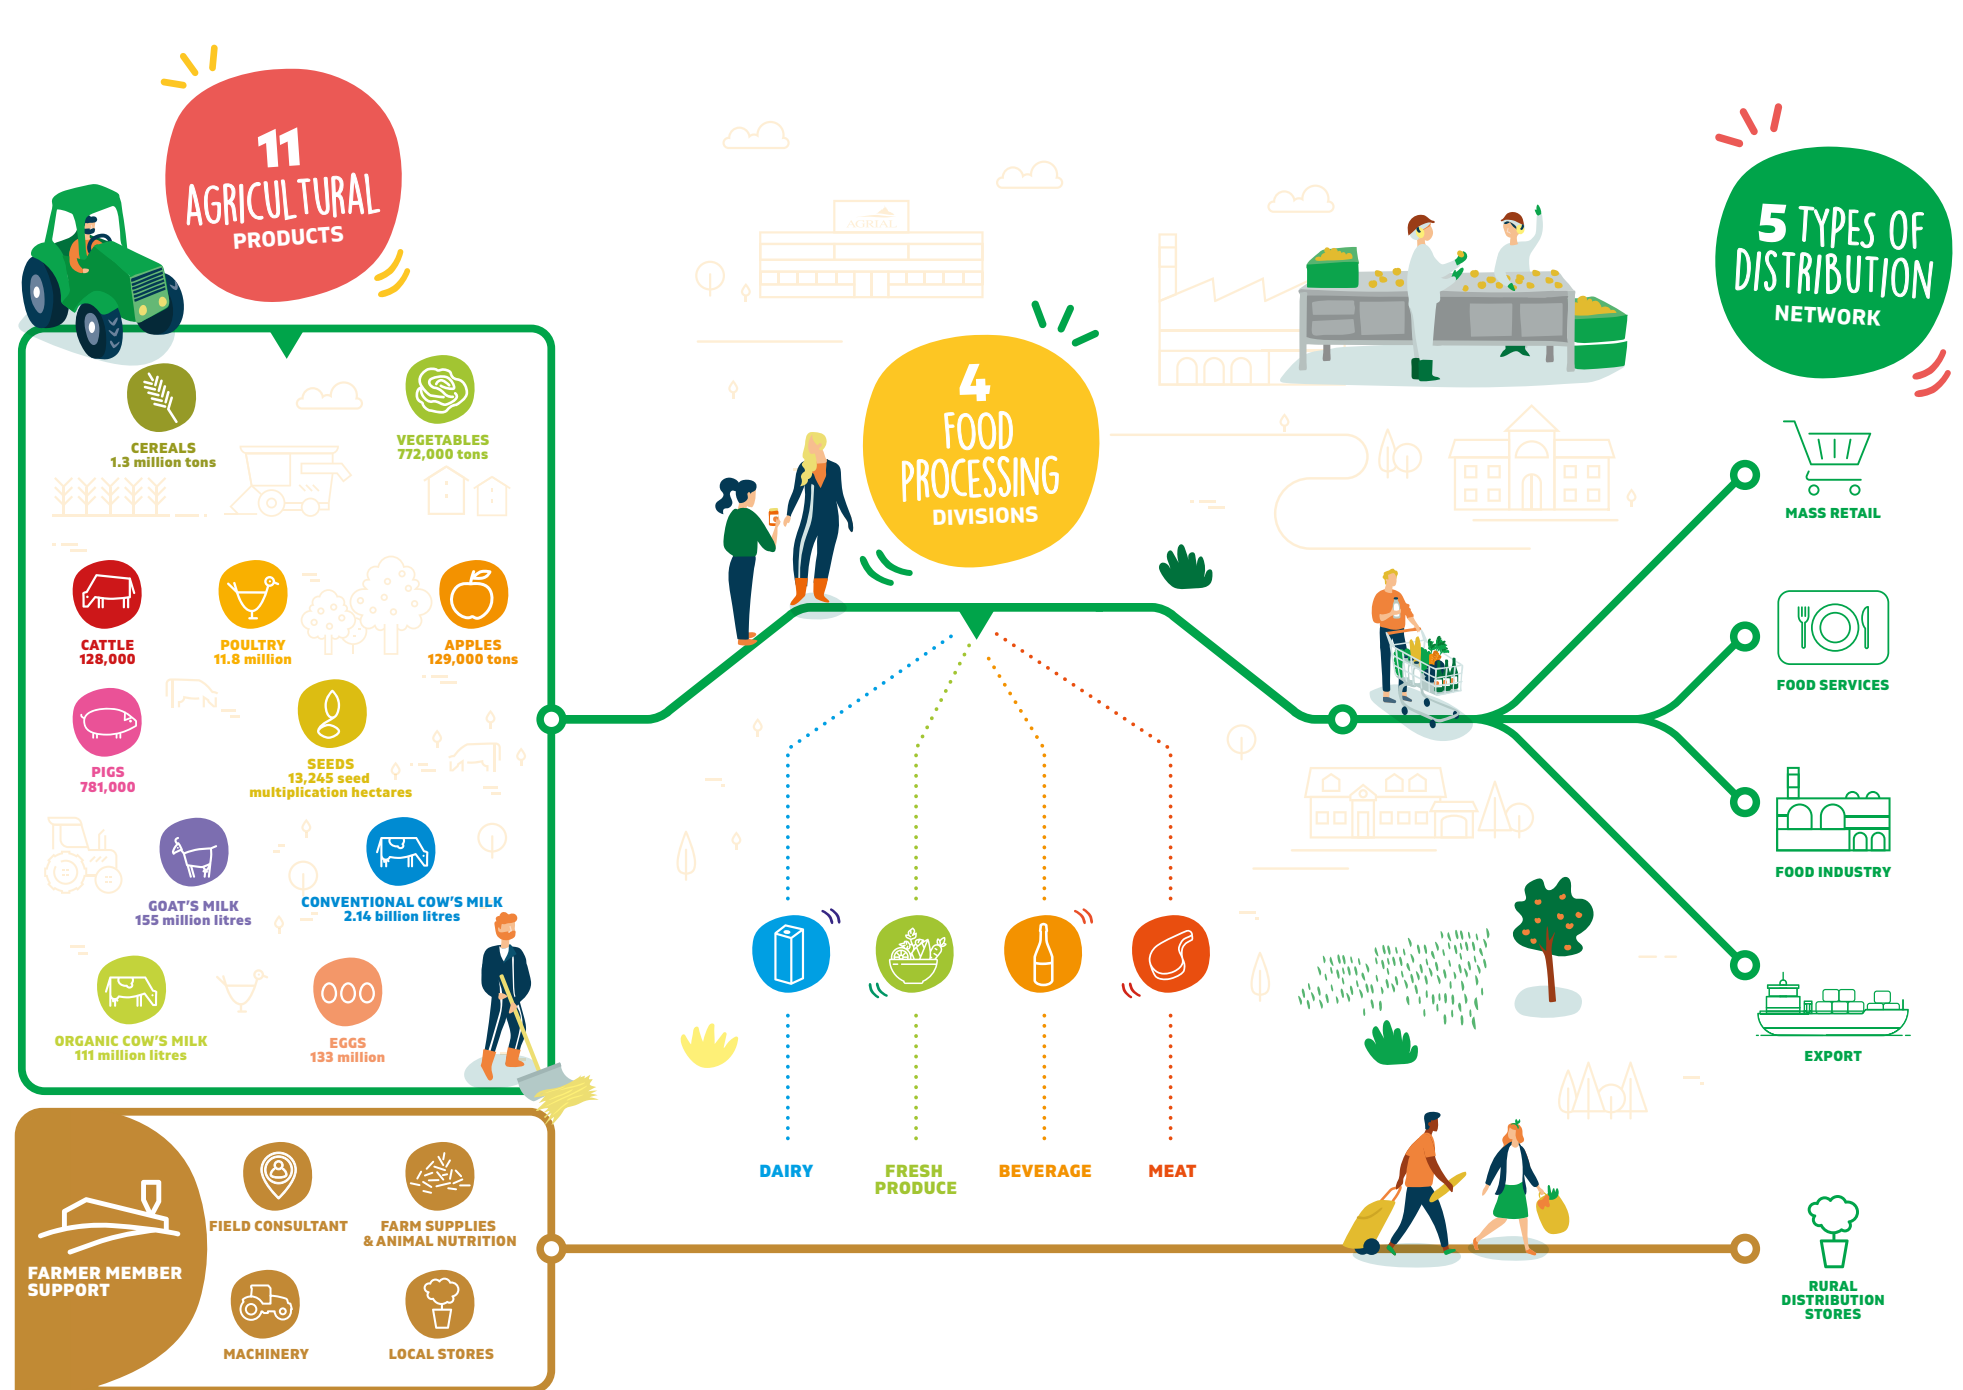 11
AGRICULTURAL
PRODUCTS
CEREALS
1.3 million tons
VEGETABLES
772,000 tons
CATTLE
128,000
POULTRY
11.8 million
APPLES
129,000 tons
PIGS
781,000
SEEDS
13,245 seed
multiplication hectares
GOAT'S MILK
155 million litres
CONVENTIONAL COW'S MILK
2.14 billion litres
ORGANIC COW'S MILK
111 million litres
EGGS
133 million
FARMER MEMBER
SUPPORT
FIELD CONSULTANT
FARM SUPPLIES
& ANIMAL NUTRITION
MACHINERY
LOCAL STORES
AGRIAL
4
FOOD
PROCESSING
DIVISIONS
DAIRY
FRESH
PRODUCE
BEVERAGE
MEAT
5 TYPES OF
DISTRIBUTION
NETWORK
MASS RETAIL
FOOD SERVICES
FOOD INDUSTRY
EXPORT
RURAL
DISTRIBUTION
STORES